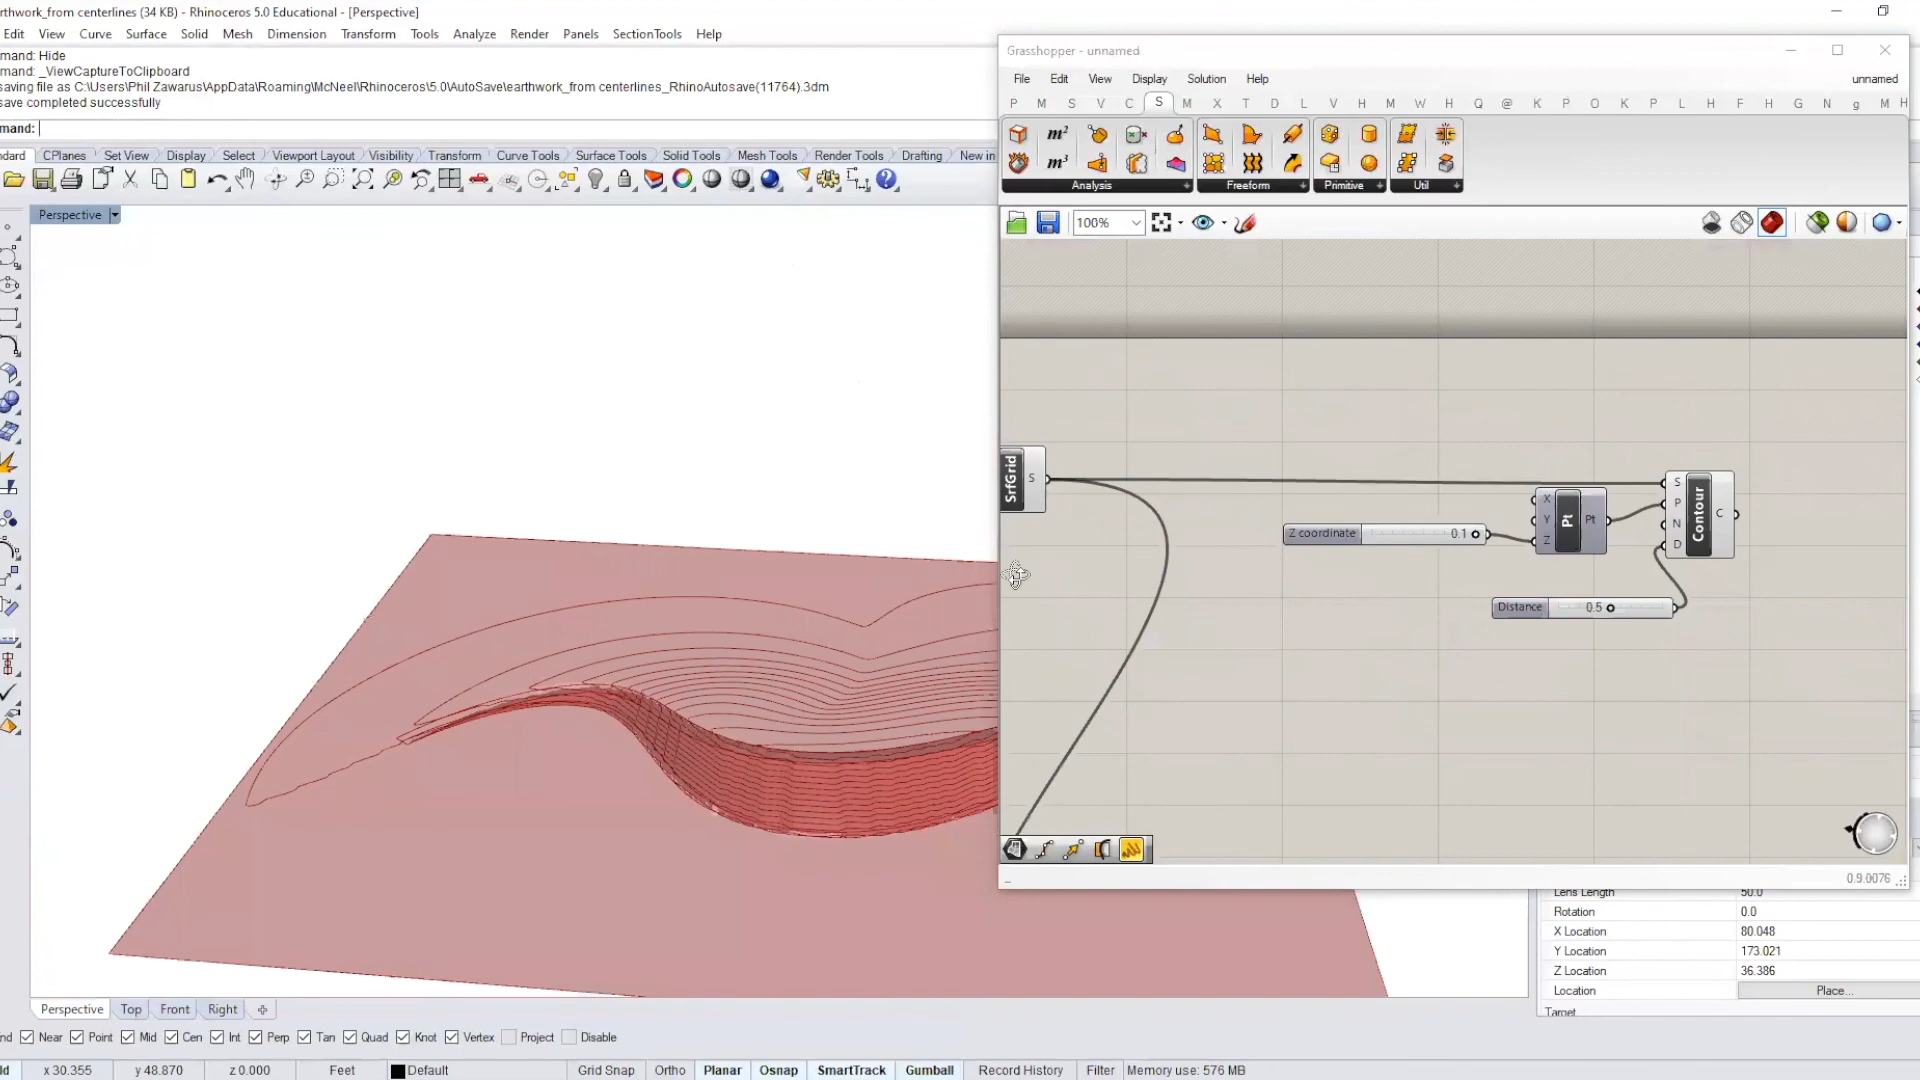 rthwork_from centerlines (34 KB) - Rhinoceros 5.0 Educational - [Perspective]
Edit View Curve Surface Solid Mesh Dimension Transform Tools Analyze Render Panels SectionTools Help
mand: Hide
mand: _ViewCaptureToClipboard
saving file as C:\Users\Phil Zawarus\AppData\Roaming\McNeel\Rhinoceros\5.0\AutoSave\earthwork_from centerlines_RhinoAutosave(11764).3dm
save completed successfully
mand:
ndard CPlanes Set View Display Select Viewport Layout Visibility Transform Curve Tools Surface Tools Solid Tools Mesh Tools Render Tools Drafting New in
Perspective
Grasshopper - unnamed
File Edit View Display Solution Help unnamed
P M S V C S M X T D L V H M W H Q @ K P O K P L H F H G N g M H
m² m³
Analysis Freeform Primitive Util
100%
SrfGrid S
Z coordinate 0.1
X Y Z Pt Pt
S P N D Contour C
Distance 0.5
0.9.0076
Lens Length 50.0
Rotation 0.0
X Location 80.048
Y Location 173.021
Z Location 36.386
Location Place...
Target
Perspective Top Front Right
nd Near Point Mid Cen Int Perp Tan Quad Knot Vertex Project Disable
ld x 30.355 y 48.870 z 0.000 Feet Default Grid Snap Ortho Planar Osnap SmartTrack Gumball Record History Filter Memory use: 576 MB